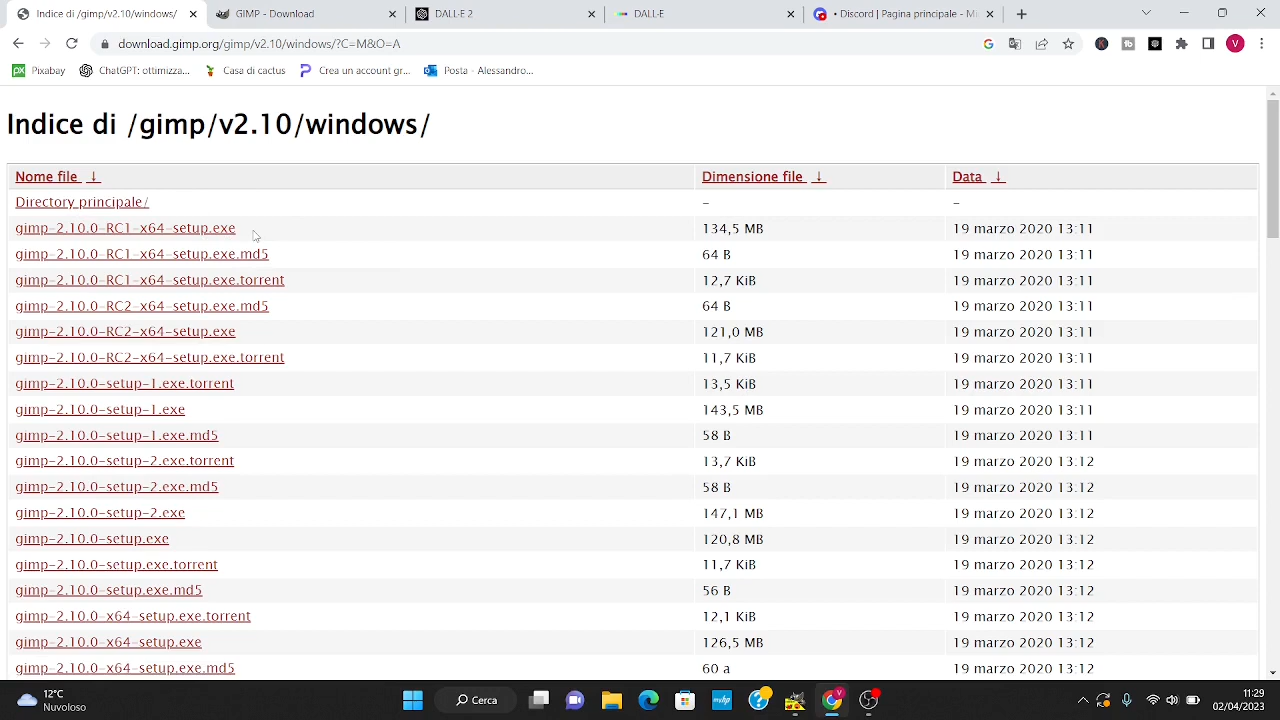 Indice di /gimp/v2.10/windows/
GIMP - Download
DALL·E 2
DALL·E
• Discord | Pagina principale - Mi
download.gimp.org/gimp/v2.10/windows/?C=M&O=A
Pixabay
ChatGPT: ottimizza...
Casa di cactus
Crea un account gr...
Posta - Alessandro...
Indice di /gimp/v2.10/windows/
Nome file ↓ Dimensione file ↓ Data ↓
Directory principale/ – –
gimp-2.10.0-RC1-x64-setup.exe 134,5 MB 19 marzo 2020 13:11
gimp-2.10.0-RC1-x64-setup.exe.md5 64 B 19 marzo 2020 13:11
gimp-2.10.0-RC1-x64-setup.exe.torrent 12,7 KiB 19 marzo 2020 13:11
gimp-2.10.0-RC2-x64-setup.exe.md5 64 B 19 marzo 2020 13:11
gimp-2.10.0-RC2-x64-setup.exe 121,0 MB 19 marzo 2020 13:11
gimp-2.10.0-RC2-x64-setup.exe.torrent 11,7 KiB 19 marzo 2020 13:11
gimp-2.10.0-setup-1.exe.torrent 13,5 KiB 19 marzo 2020 13:11
gimp-2.10.0-setup-1.exe 143,5 MB 19 marzo 2020 13:11
gimp-2.10.0-setup-1.exe.md5 58 B 19 marzo 2020 13:11
gimp-2.10.0-setup-2.exe.torrent 13,7 KiB 19 marzo 2020 13:12
gimp-2.10.0-setup-2.exe.md5 58 B 19 marzo 2020 13:12
gimp-2.10.0-setup-2.exe 147,1 MB 19 marzo 2020 13:12
gimp-2.10.0-setup.exe 120,8 MB 19 marzo 2020 13:12
gimp-2.10.0-setup.exe.torrent 11,7 KiB 19 marzo 2020 13:12
gimp-2.10.0-setup.exe.md5 56 B 19 marzo 2020 13:12
gimp-2.10.0-x64-setup.exe.torrent 12,1 KiB 19 marzo 2020 13:12
gimp-2.10.0-x64-setup.exe 126,5 MB 19 marzo 2020 13:12
gimp-2.10.0-x64-setup.exe.md5 60 a 19 marzo 2020 13:12
12°C
Nuvoloso
Cerca
11:29
02/04/2023